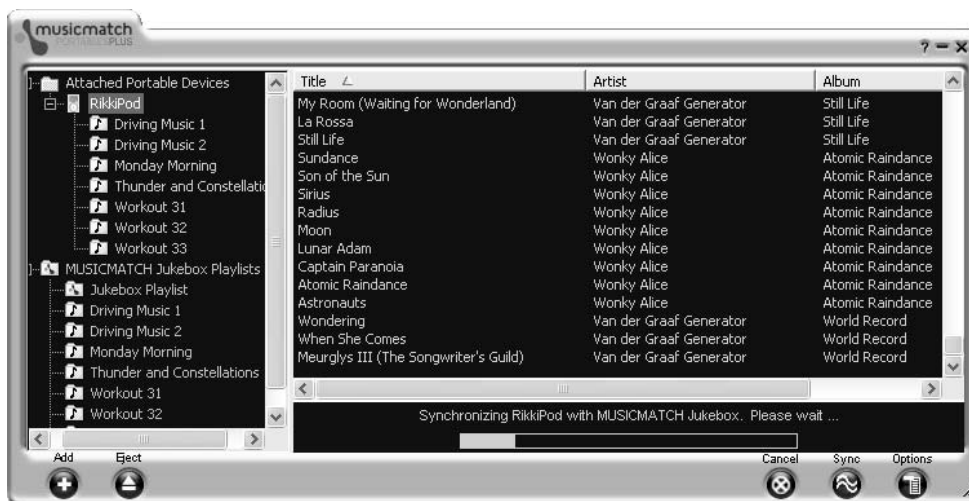 musicmatch
PORTABLESPLUS
? – ×
Attached Portable Devices
RikkiPod
Driving Music 1
Driving Music 2
Monday Morning
Thunder and Constellatio
Workout 31
Workout 32
Workout 33
MUSICMATCH Jukebox Playlists
Jukebox Playlist
Driving Music 1
Driving Music 2
Monday Morning
Thunder and Constellations
Workout 31
Workout 32
Title Artist Album
My Room (Waiting for Wonderland) Van der Graaf Generator Still Life
La Rossa Van der Graaf Generator Still Life
Still Life Van der Graaf Generator Still Life
Sundance Wonky Alice Atomic Raindance
Son of the Sun Wonky Alice Atomic Raindance
Sirius Wonky Alice Atomic Raindance
Radius Wonky Alice Atomic Raindance
Moon Wonky Alice Atomic Raindance
Lunar Adam Wonky Alice Atomic Raindance
Captain Paranoia Wonky Alice Atomic Raindance
Atomic Raindance Wonky Alice Atomic Raindance
Astronauts Wonky Alice Atomic Raindance
Wondering Van der Graaf Generator World Record
When She Comes Van der Graaf Generator World Record
Meurglys III (The Songwriter's Guild) Van der Graaf Generator World Record
Synchronizing RikkiPod with MUSICMATCH Jukebox. Please wait ...
Add Eject Cancel Sync Options